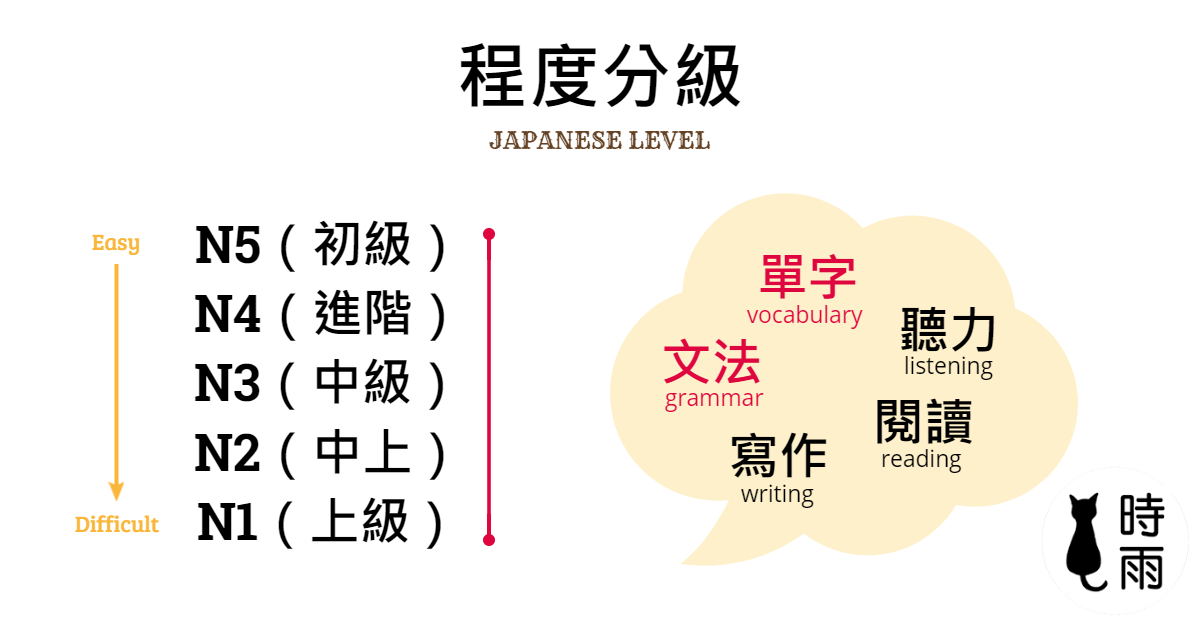 程度分級
JAPANESE LEVEL
Easy
N5（初級）
N4（進階）
N3（中級）
N2（中上）
N1（上級）
Difficult
單字
vocabulary
聽力
listening
文法
grammar
閱讀
reading
寫作
writing
時雨